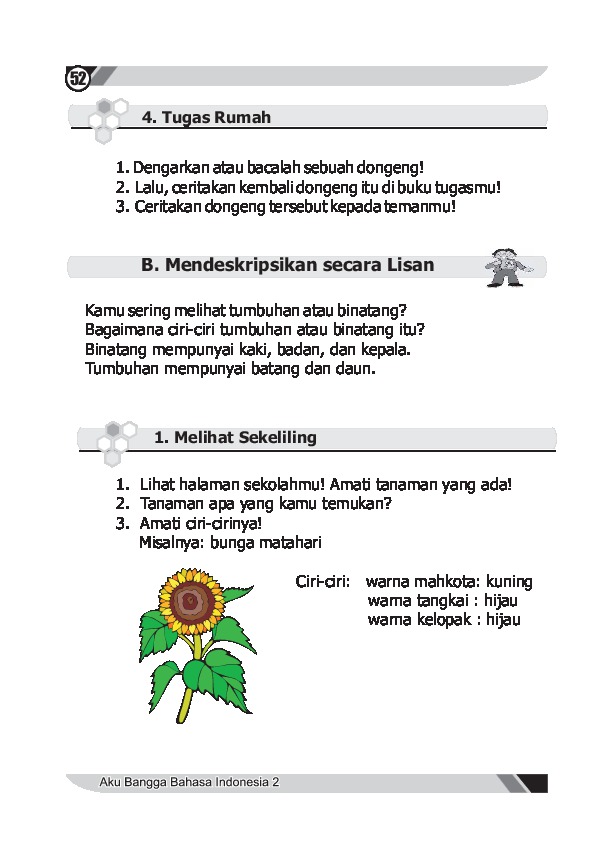 52
4. Tugas Rumah
1. Dengarkan atau bacalah sebuah dongeng!
2. Lalu, ceritakan kembali dongeng itu di buku tugasmu!
3. Ceritakan dongeng tersebut kepada temanmu!
B. Mendeskripsikan secara Lisan
Kamu sering melihat tumbuhan atau binatang?
Bagaimana ciri-ciri tumbuhan atau binatang itu?
Binatang mempunyai kaki, badan, dan kepala.
Tumbuhan mempunyai batang dan daun.
1. Melihat Sekeliling
1. Lihat halaman sekolahmu! Amati tanaman yang ada!
2. Tanaman apa yang kamu temukan?
3. Amati ciri-cirinya!
Misalnya: bunga matahari
Ciri-ciri: warna mahkota: kuning
warna tangkai : hijau
warna kelopak : hijau
Aku Bangga Bahasa Indonesia 2